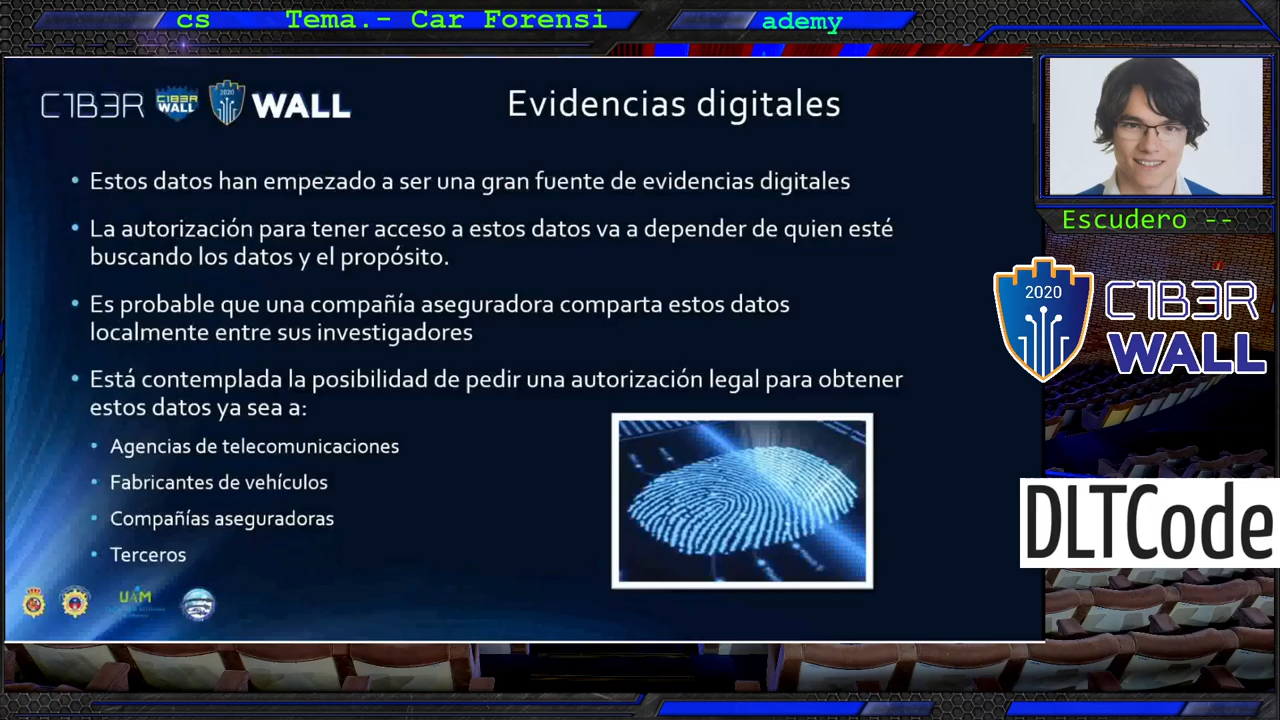 cs Tema.- Car Forensi ademy
C1B3R C1B3R WALL 2020 WALL Evidencias digitales
• Estos datos han empezado a ser una gran fuente de evidencias digitales
• La autorización para tener acceso a estos datos va a depender de quien esté
buscando los datos y el propósito.
• Es probable que una compañía aseguradora comparta estos datos
localmente entre sus investigadores
• Está contemplada la posibilidad de pedir una autorización legal para obtener
estos datos ya sea a:
• Agencias de telecomunicaciones
• Fabricantes de vehículos
• Compañías aseguradoras
• Terceros
UAM
Escudero --
2020 C1B3R
WALL
DLTCode